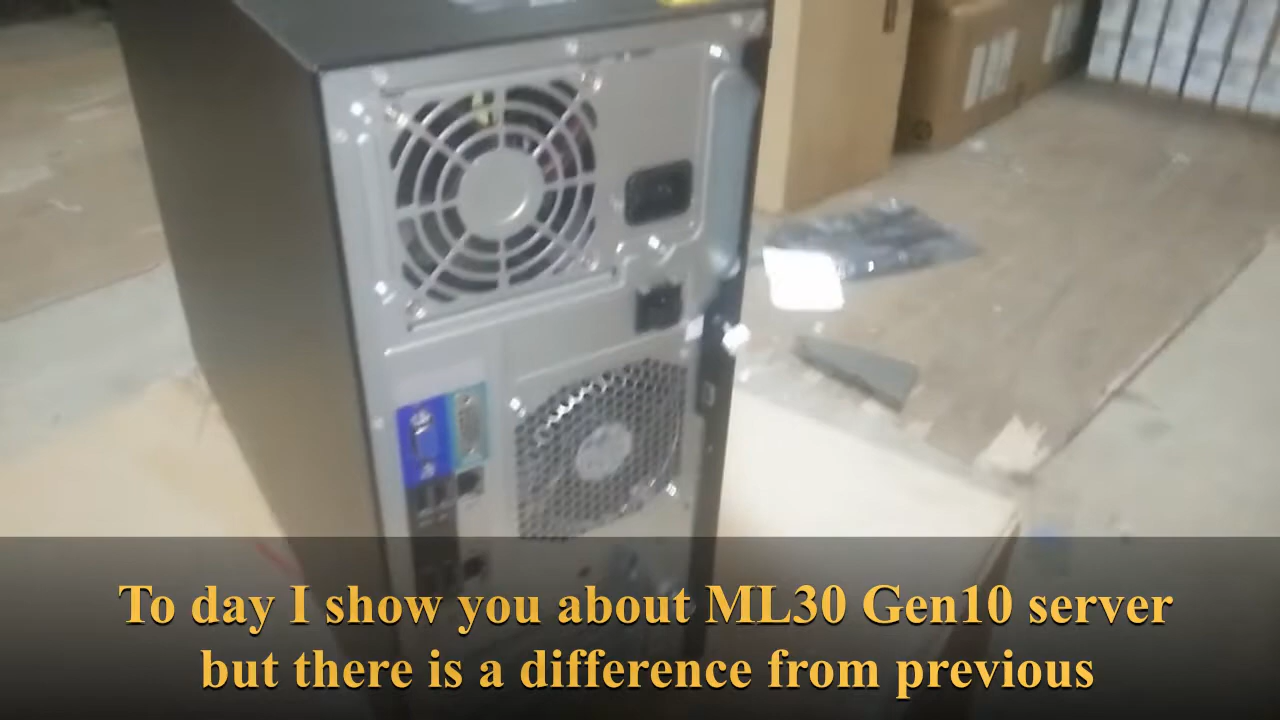 To day I show you about ML30 Gen10 server
but there is a difference from previous